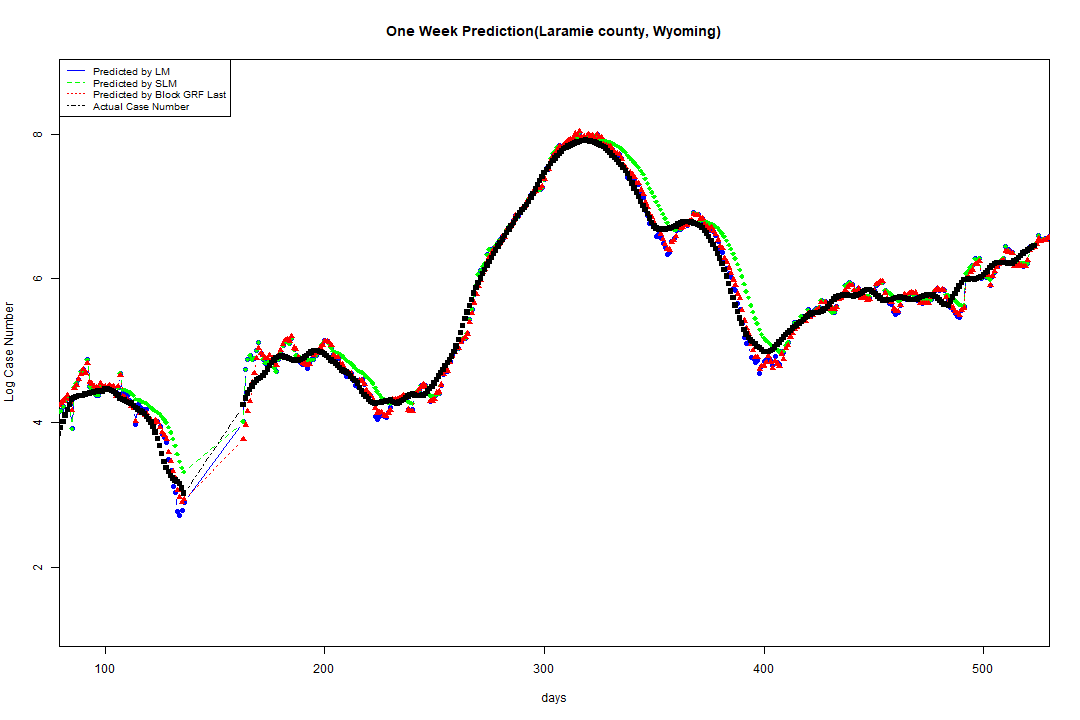 One Week Prediction(Laramie county, Wyoming)
Predicted by LM
Predicted by SLM
Predicted by Block GRF Last
Actual Case Number
8
6
4
2
Log Case Number
100 200 300 400 500
days